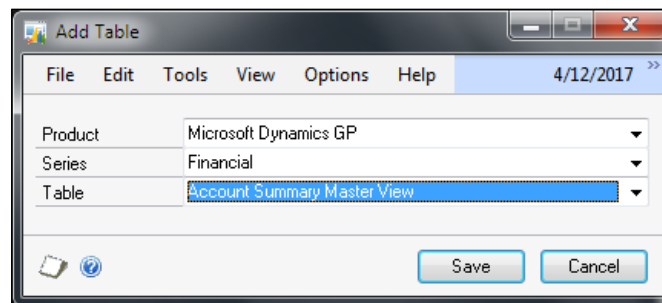 Add Table
File Edit Tools View Options Help 4/12/2017 »
Product Microsoft Dynamics GP
Series Financial
Table Account Summary Master View
Save Cancel